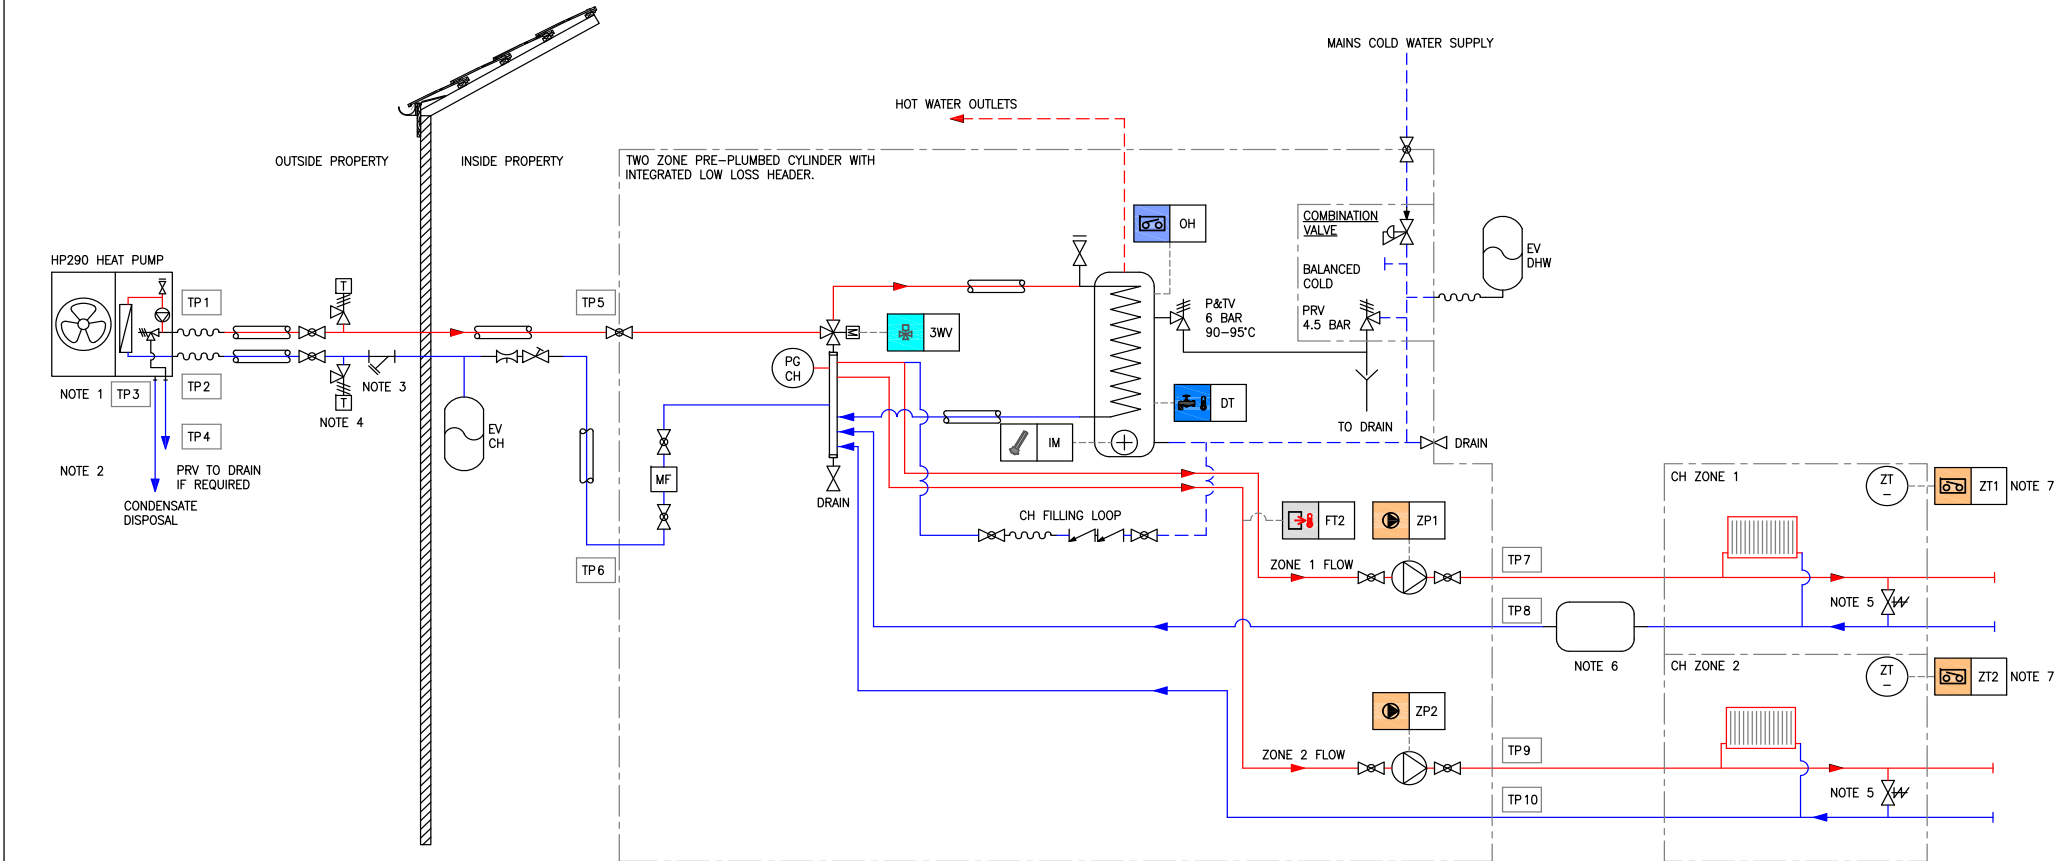 MAINS COLD WATER SUPPLY
HOT WATER OUTLETS
OUTSIDE PROPERTY
INSIDE PROPERTY
TWO ZONE PRE-PLUMBED CYLINDER WITH
INTEGRATED LOW LOSS HEADER.
OH
COMBINATION
VALVE
BALANCED
COLD
PRV
4.5 BAR
EV
DHW
HP290 HEAT PUMP
TP1
T
TP5
P&TV
6 BAR
90-95°C
M
3WV
PG
CH
TP2
NOTE 1
TP3
NOTE 3
T
NOTE 4
TP4
NOTE 2
PRV TO DRAIN
IF REQUIRED
CONDENSATE
DISPOSAL
EV
CH
DT
TO DRAIN
IM
DRAIN
MF
DRAIN
CH FILLING LOOP
FT2
ZP1
CH ZONE 1
ZT
-
ZT1
NOTE 7
TP6
ZONE 1 FLOW
TP7
TP8
NOTE 5
NOTE 6
CH ZONE 2
ZT
-
ZT2
NOTE 7
ZP2
ZONE 2 FLOW
TP9
TP10
NOTE 5